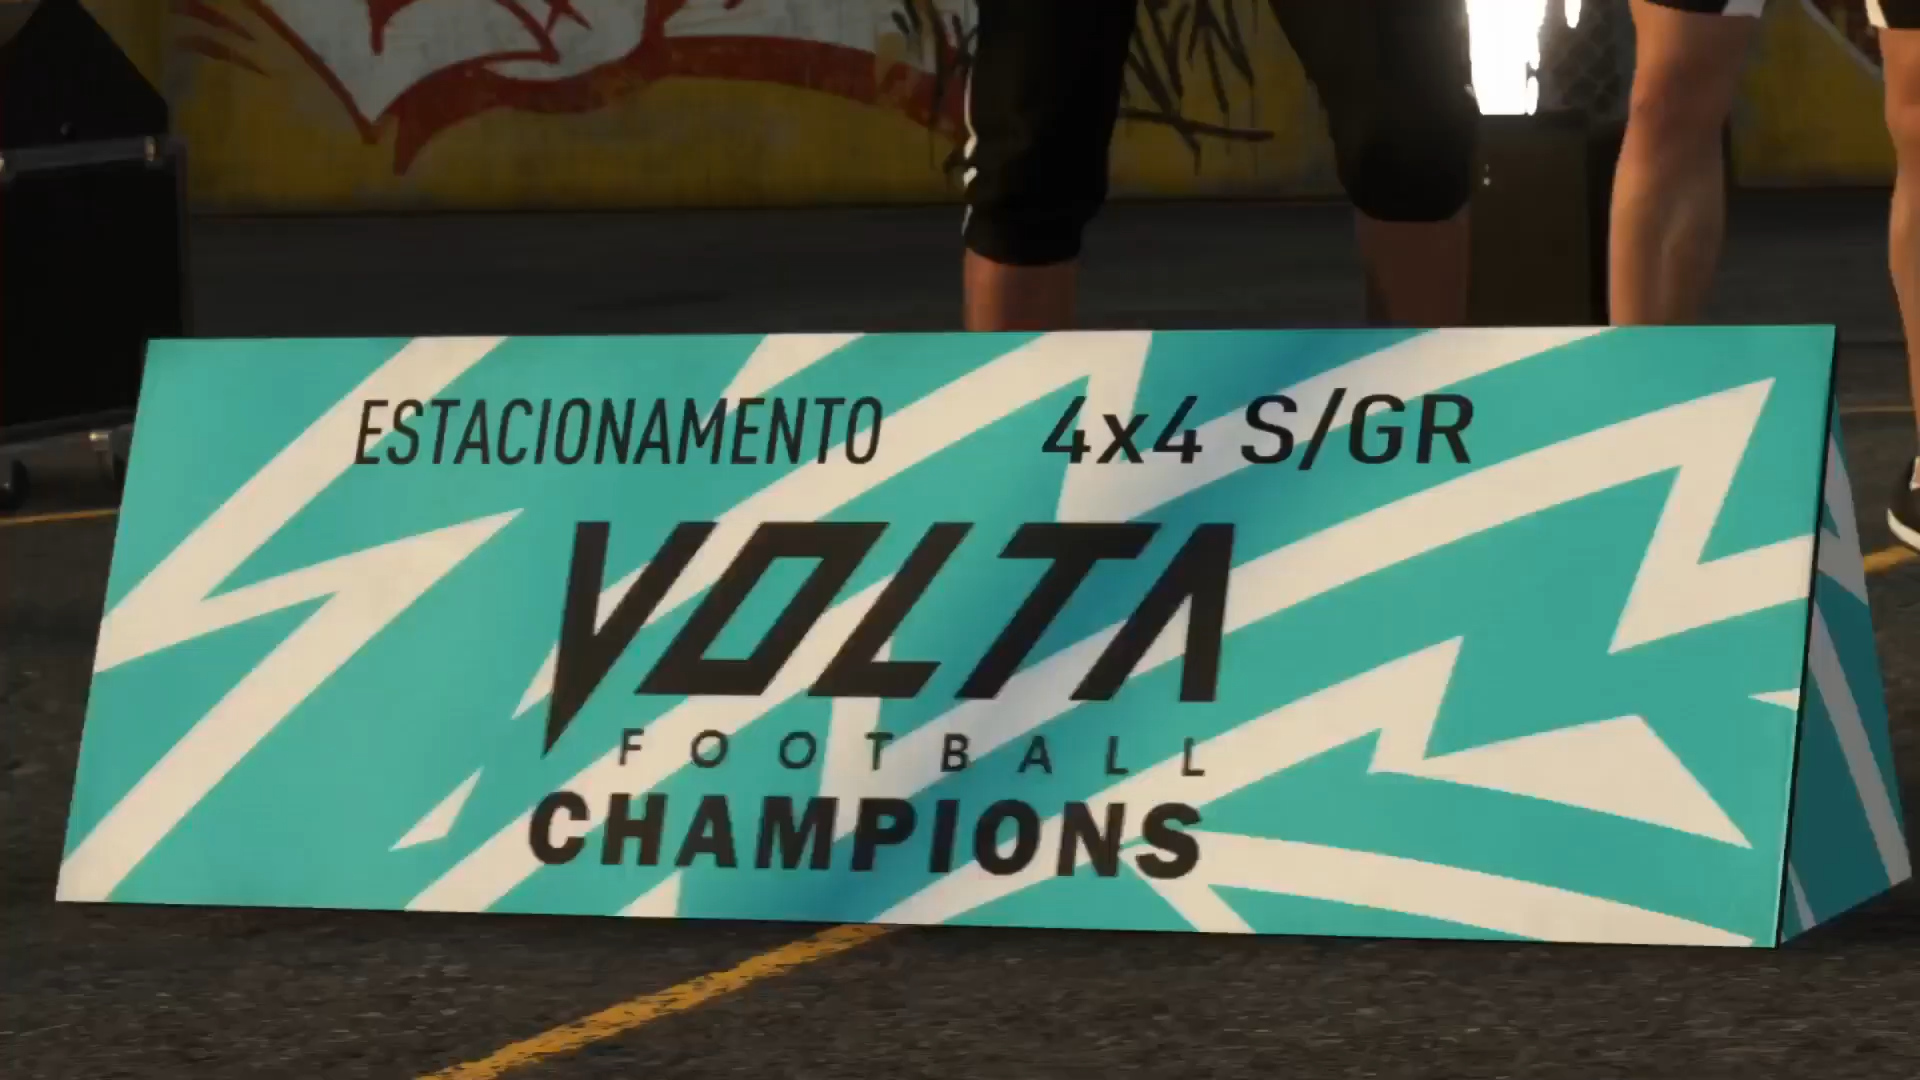 ESTACIONAMENTO 4x4 S/GR
VOLTA
FOOTBALL
CHAMPIONS